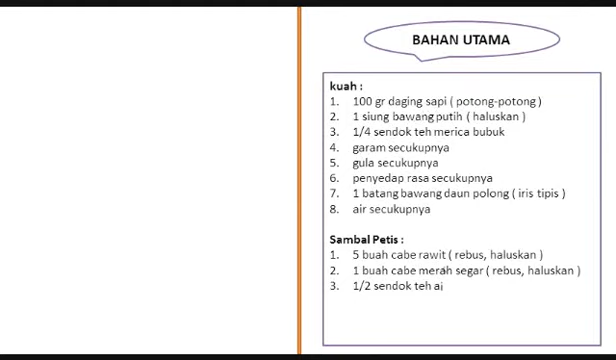 BAHAN UTAMA
kuah :
1. 100 gr daging sapi ( potong-potong )
2. 1 siung bawang putih ( haluskan )
3. 1/4 sendok teh merica bubuk
4. garam secukupnya
5. gula secukupnya
6. penyedap rasa secukupnya
7. 1 batang bawang daun polong ( iris tipis )
8. air secukupnya
Sambal Petis :
1. 5 buah cabe rawit ( rebus, haluskan )
2. 1 buah cabe merah segar ( rebus, haluskan )
3. 1/2 sendok teh ai